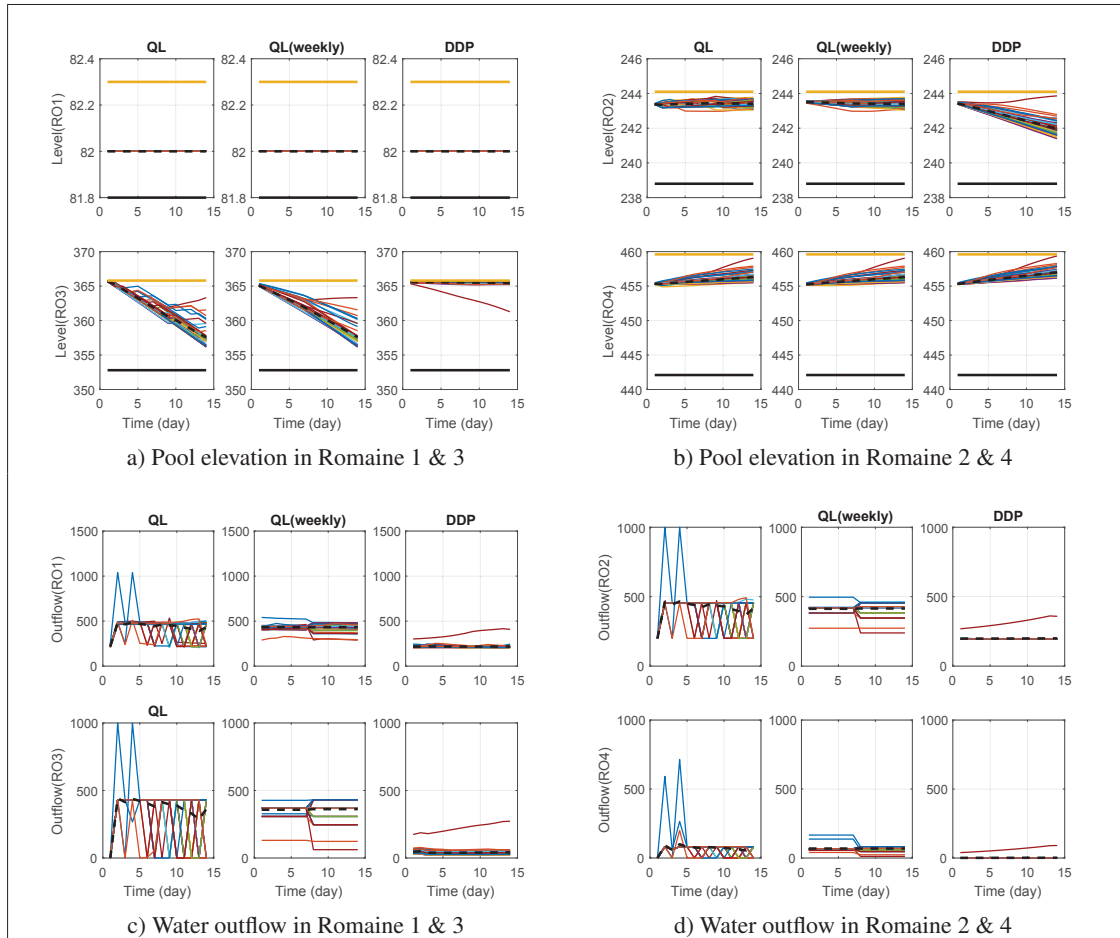 QL QL(weekly) DDP
82.4 82.4 82.4
82.2 82.2 82.2
82 82 82
81.8 81.8 81.8
Level(RO1)
0 5 10 15 0 5 10 15 0 5 10 15
370 370 370
365 365 365
360 360 360
355 355 355
350 350 350
Level(RO3)
0 5 10 15 0 5 10 15 0 5 10 15
Time (day) Time (day) Time (day)
a) Pool elevation in Romaine 1 & 3
QL QL(weekly) DDP
246 246 246
244 244 244
242 242 242
240 240 240
238 238 238
Level(RO2)
0 5 10 15 0 5 10 15 0 5 10 15
460 460 460
455 455 455
450 450 450
445 445 445
440 440 440
Level(RO4)
0 5 10 15 0 5 10 15 0 5 10 15
Time (day) Time (day) Time (day)
b) Pool elevation in Romaine 2 & 4
QL QL(weekly) DDP
1500 1500 1500
1000 1000 1000
500 500 500
0 0 0
Outflow(RO1)
0 5 10 15 0 5 10 15 0 5 10 15
QL
1000 1000 1000
500 500 500
0 0 0
Outflow(RO3)
0 5 10 15 0 5 10 15 0 5 10 15
Time (day) Time (day) Time (day)
c) Water outflow in Romaine 1 & 3
QL(weekly) DDP
1000 1000 1000
500 500 500
0 0 0
Outflow(RO2)
0 5 10 15 0 5 10 15 0 5 10 15
1000 1000 1000
500 500 500
0 0 0
Outflow(RO4)
0 5 10 15 0 5 10 15 0 5 10 15
Time (day) Time (day) Time (day)
d) Water outflow in Romaine 2 & 4